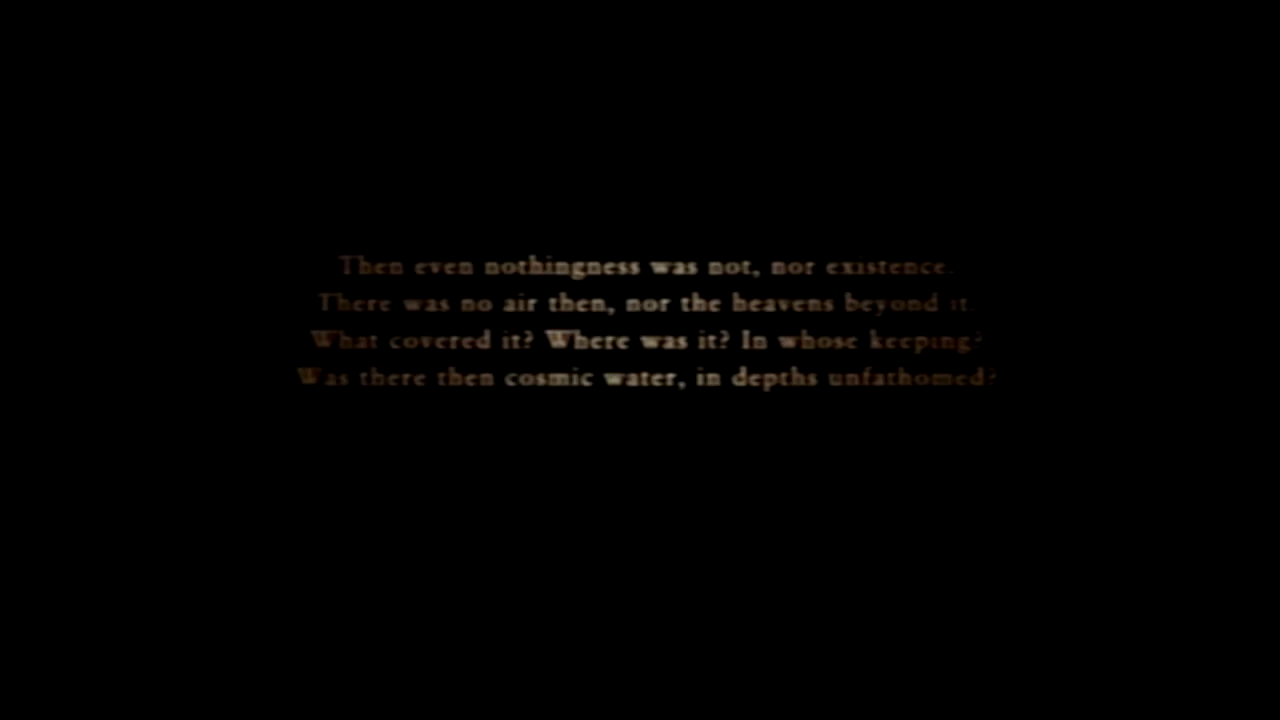 Then even nothingness was not, nor existence.
There was no air then, nor the heavens beyond it.
What covered it? Where was it? In whose keeping?
Was there then cosmic water, in depths unfathomed?